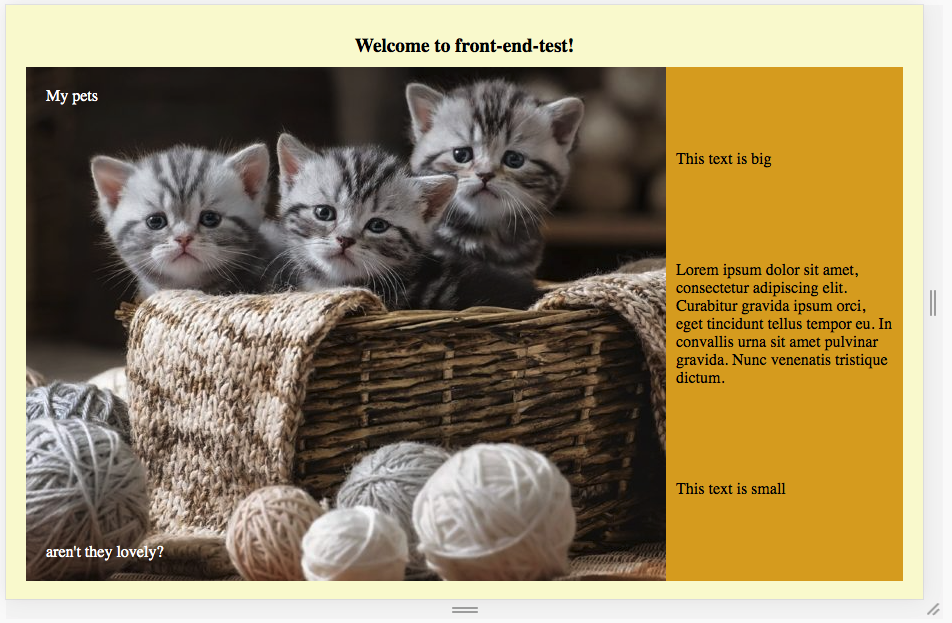 Welcome to front-end-test!
My pets
This text is big
Lorem ipsum dolor sit amet,
consectetur adipiscing elit.
Curabitur gravida ipsum orci,
eget tincidunt tellus tempor eu. In
convallis urna sit amet pulvinar
gravida. Nunc venenatis tristique
dictum.
This text is small
aren't they lovely?